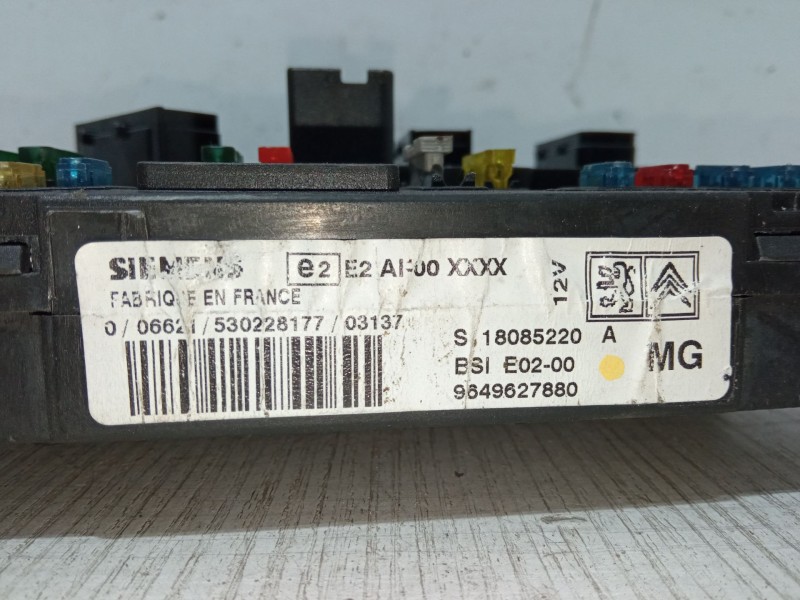 SIEMENS e2 E2 AI-00 XXXX
FABRIQUE EN FRANCE
12V
0/06621/530228177/03137
S.18085220 A
BSI E02-00 MG
9649627880